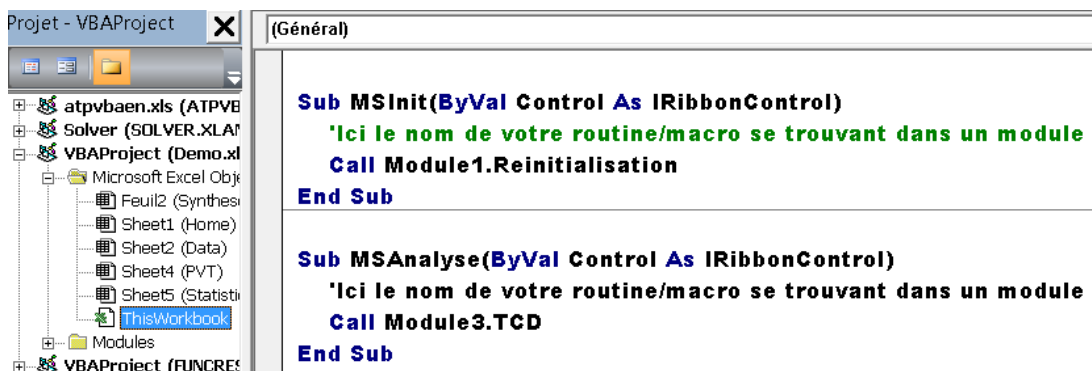 Projet - VBAProject
atpvbaen.xls (ATPVB
Solver (SOLVER.XLAM
VBAProject (Demo.xl
Microsoft Excel Obje
Feuil2 (Synthes
Sheet1 (Home)
Sheet2 (Data)
Sheet4 (PVT)
Sheet5 (Statisti
ThisWorkbook
Modules
VBAProject (FUNCRES
(Général)
Sub MSInit(ByVal Control As IRibbonControl)
'Ici le nom de votre routine/macro se trouvant dans un module
Call Module1.Reinitialisation
End Sub
Sub MSAnalyse(ByVal Control As IRibbonControl)
'Ici le nom de votre routine/macro se trouvant dans un module
Call Module3.TCD
End Sub